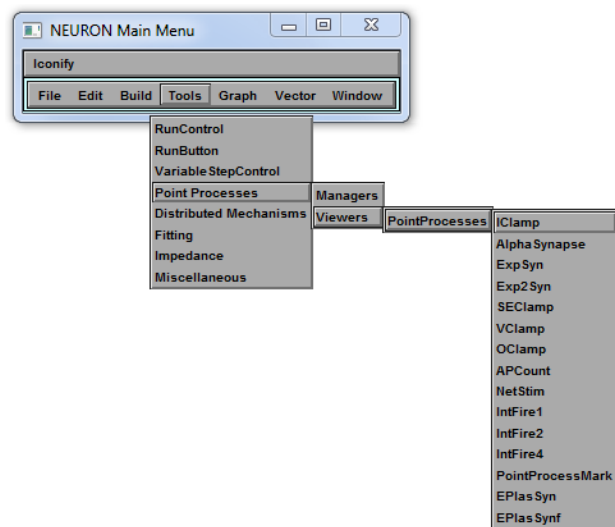 NEURON Main Menu
Iconify
File Edit Build Tools Graph Vector Window
RunControl
RunButton
VariableStepControl
Point Processes
Managers
Distributed Mechanisms
Viewers
PointProcesses
IClamp
Fitting
AlphaSynapse
Impedance
ExpSyn
Miscellaneous
Exp2Syn
SEClamp
VClamp
OClamp
APCount
NetStim
IntFire1
IntFire2
IntFire4
PointProcessMark
EPlasSyn
EPlasSynf